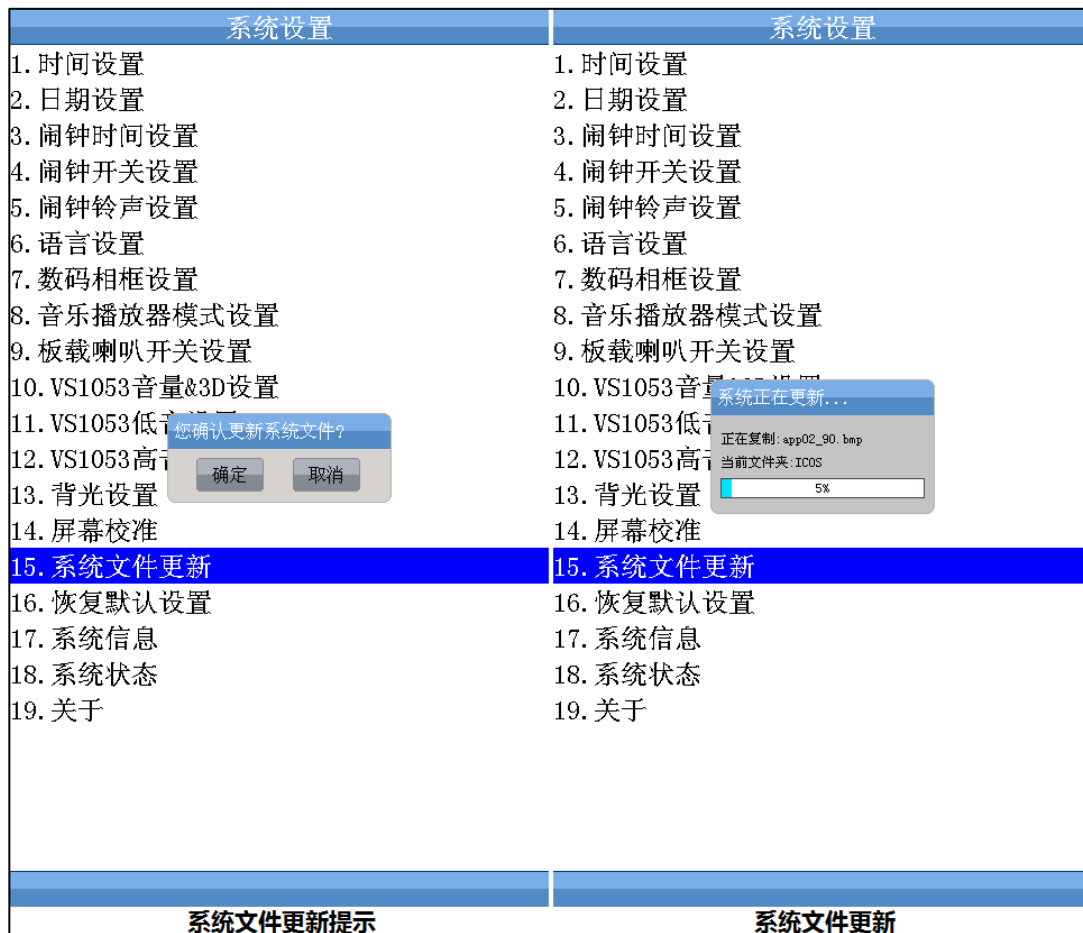 系统设置
1.时间设置
2.日期设置
3.闹钟时间设置
4.闹钟开关设置
5.闹钟铃声设置
6.语言设置
7.数码相框设置
8.音乐播放器模式设置
9.板载喇叭开关设置
10.VS1053音量&3D设置
11.VS1053低
12.VS1053高
13.背光设置
14.屏幕校准
15.系统文件更新
16.恢复默认设置
17.系统信息
18.系统状态
19.关于
您确认更新系统文件?
确定 取消
系统文件更新提示
系统设置
1.时间设置
2.日期设置
3.闹钟时间设置
4.闹钟开关设置
5.闹钟铃声设置
6.语言设置
7.数码相框设置
8.音乐播放器模式设置
9.板载喇叭开关设置
10.VS1053音
11.VS1053低
12.VS1053高
13.背光设置
14.屏幕校准
15.系统文件更新
16.恢复默认设置
17.系统信息
18.系统状态
19.关于
系统正在更新...
正在复制:app02_90.bmp
当前文件夹:ICOS
5%
系统文件更新